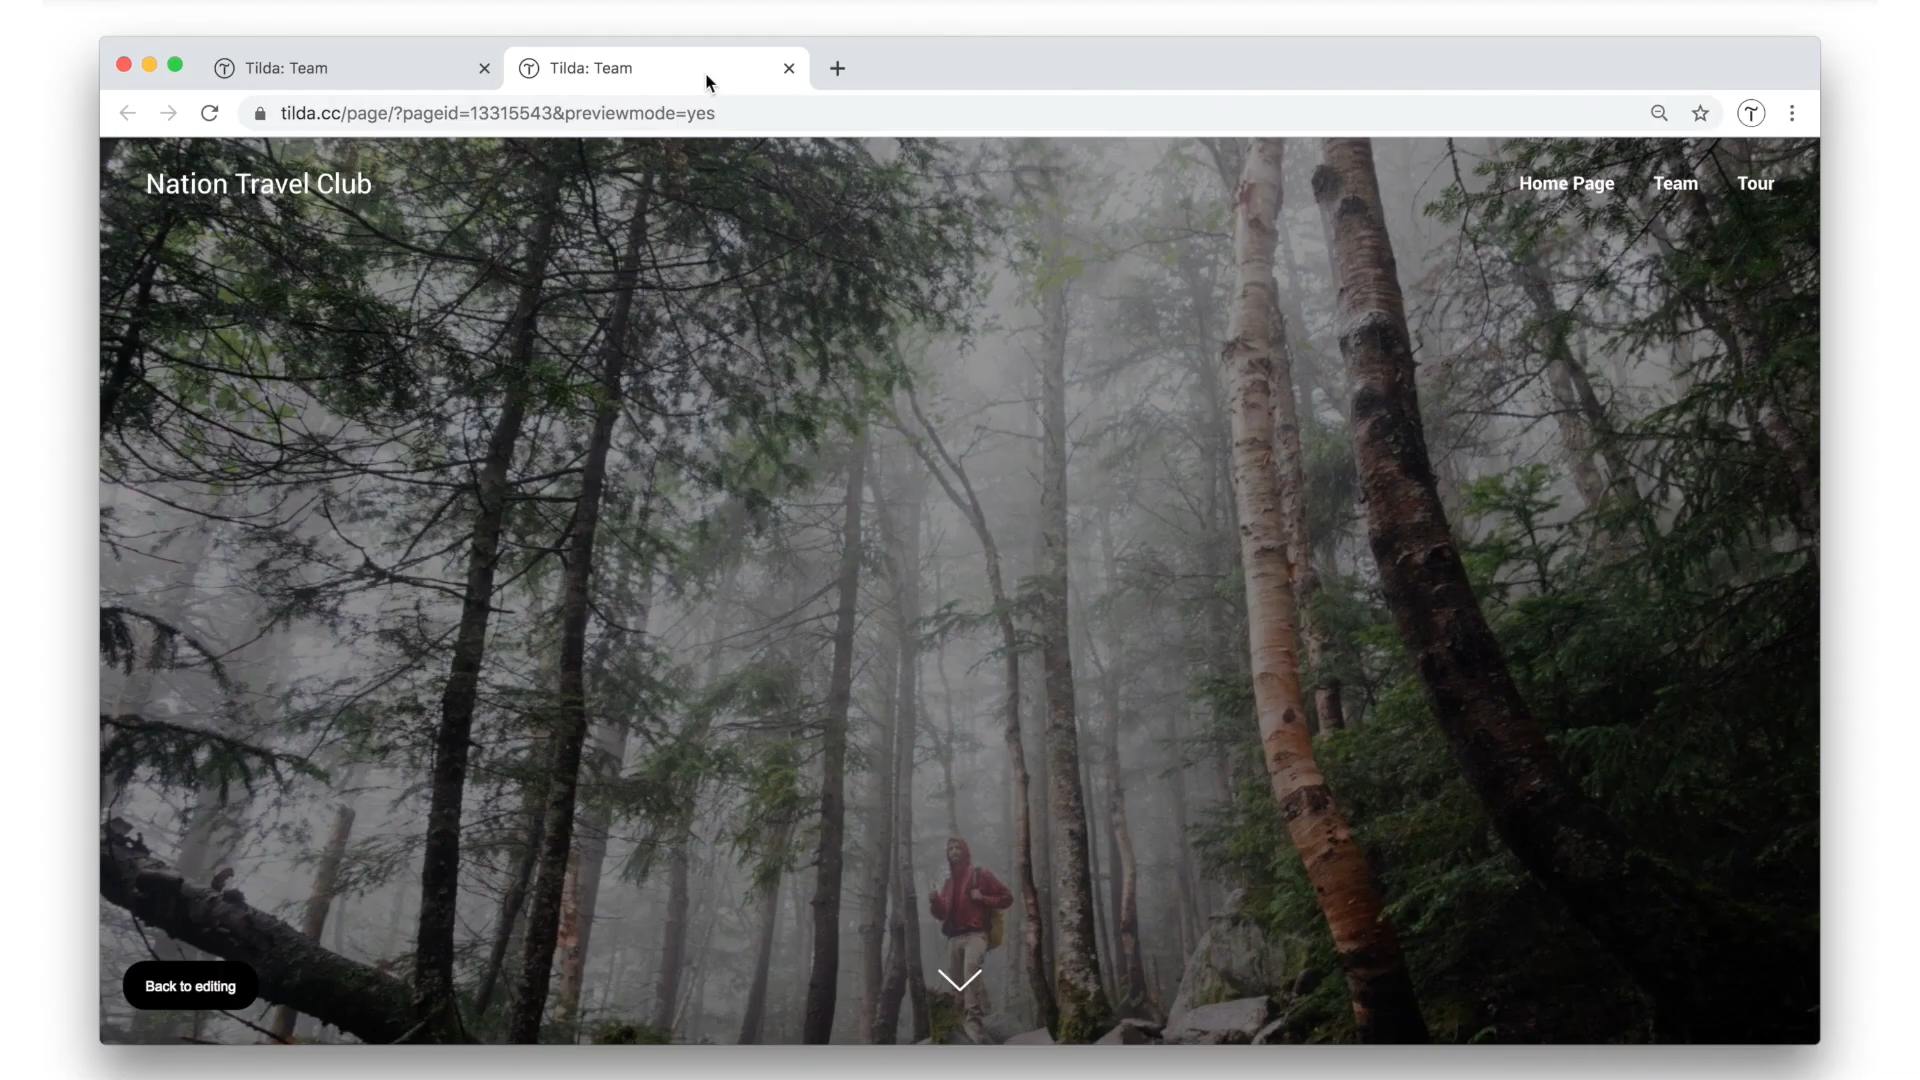 Tilda: Team
Tilda: Team
tilda.cc/page/?pageid=13315543&previewmode=yes
Nation Travel Club
Home Page Team Tour
Back to editing